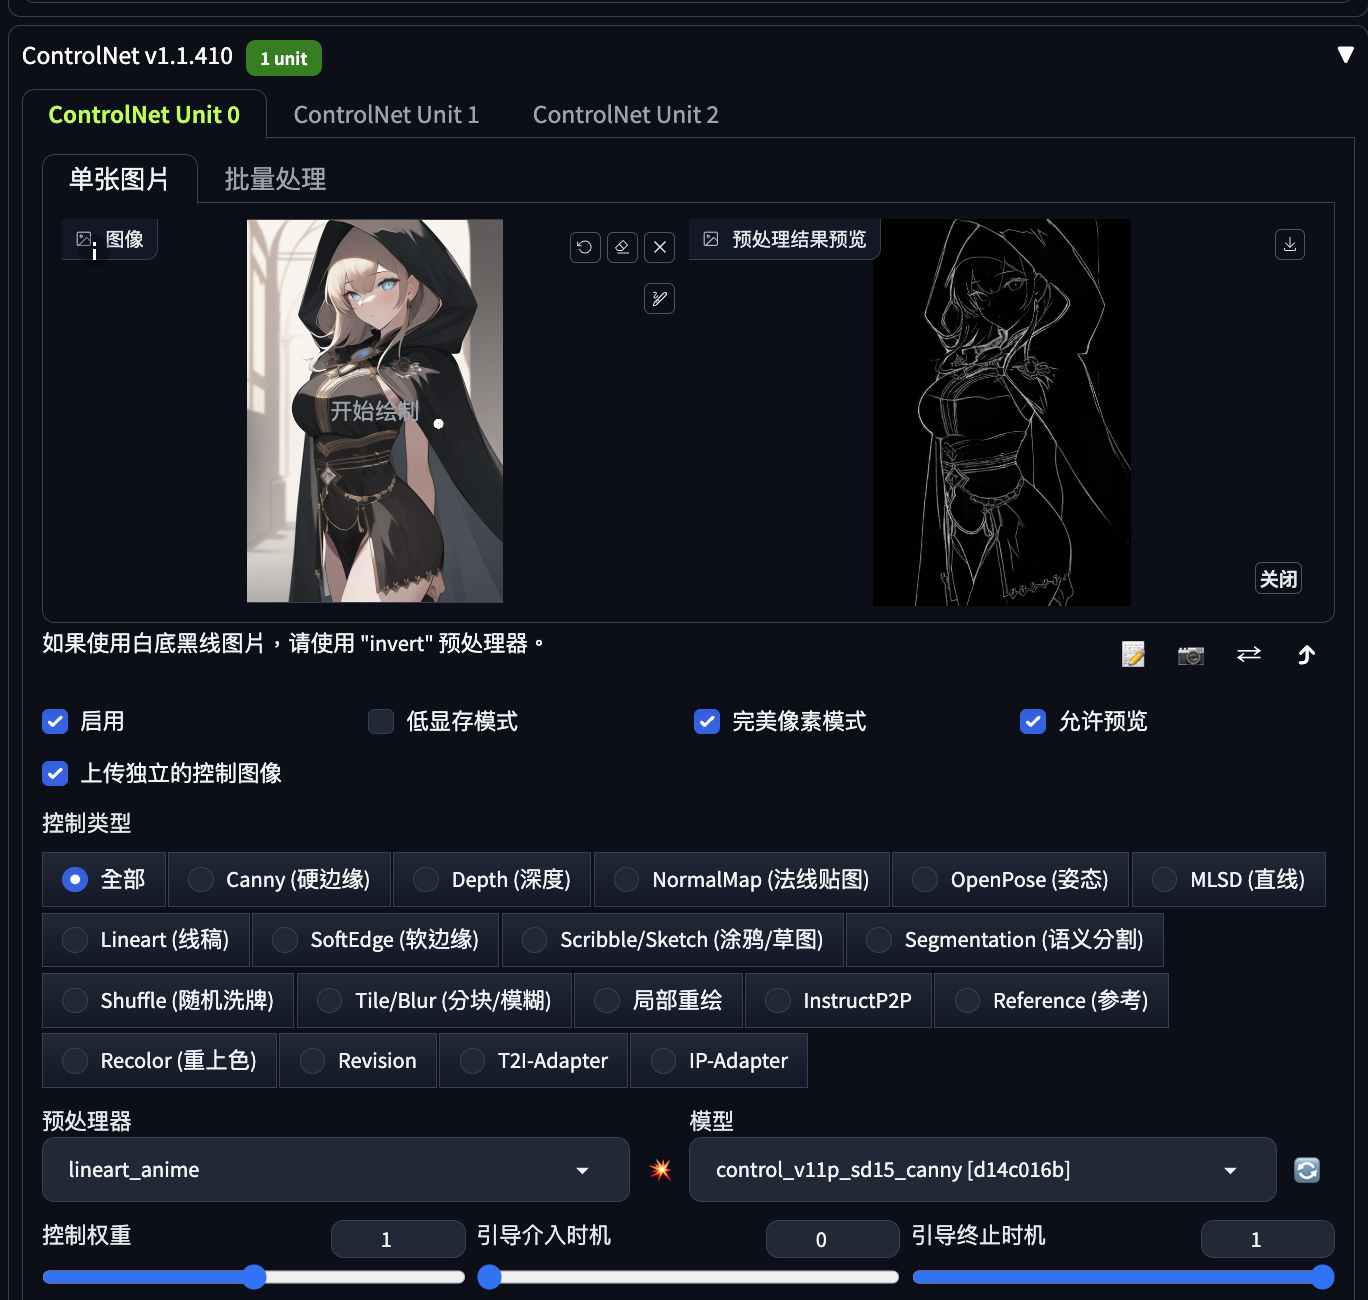 ControlNet v1.1.410 1 unit
ControlNet Unit 0 ControlNet Unit 1 ControlNet Unit 2
单张图片 批量处理
图像 预处理结果预览
开始绘制
关闭
如果使用白底黑线图片，请使用 "invert" 预处理器。
启用 低显存模式 完美像素模式 允许预览
上传独立的控制图像
控制类型
全部 Canny (硬边缘) Depth (深度) NormalMap (法线贴图) OpenPose (姿态) MLSD (直线)
Lineart (线稿) SoftEdge (软边缘) Scribble/Sketch (涂鸦/草图) Segmentation (语义分割)
Shuffle (随机洗牌) Tile/Blur (分块/模糊) 局部重绘 InstructP2P Reference (参考)
Recolor (重上色) Revision T2I-Adapter IP-Adapter
预处理器 模型
lineart_anime control_v11p_sd15_canny [d14c016b]
控制权重 1 引导介入时机 0 引导终止时机 1